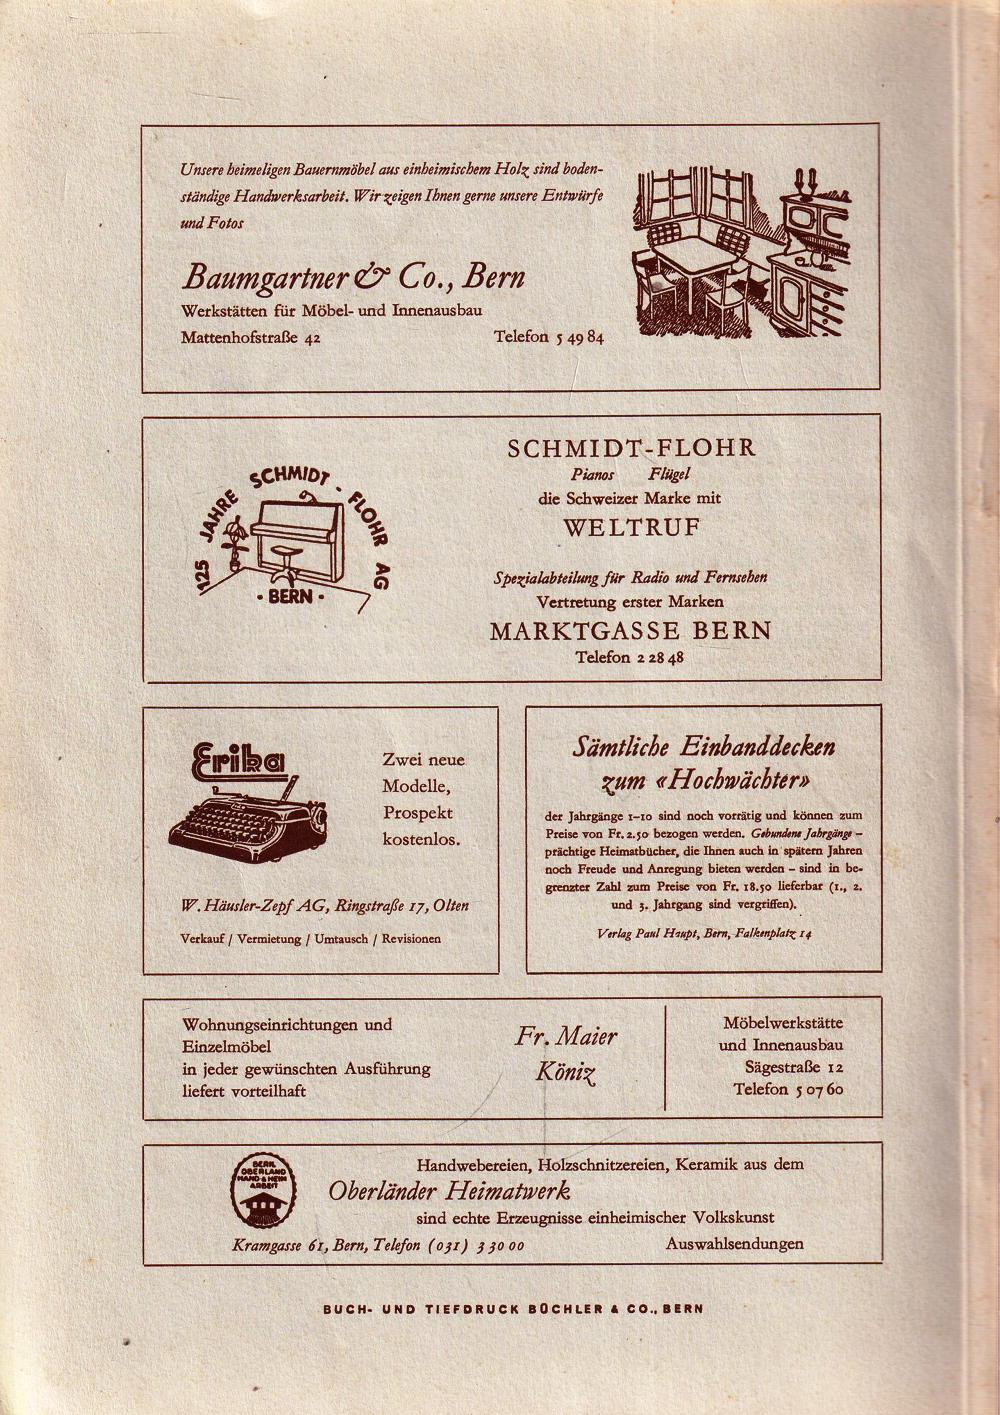 Unsere heimeligen Bauernmöbel aus einheimischem Holz sind boden-
ständige Handwerksarbeit. Wir zeigen Ihnen gerne unsere Entwürfe
und Fotos
Baumgartner & Co., Bern
Werkstätten für Möbel- und Innenausbau
Mattenhofstraße 42 Telefon 5 49 84
125 JAHRE SCHMIDT-FLOHR AG
· BERN ·
SCHMIDT-FLOHR
Pianos Flügel
die Schweizer Marke mit
WELTRUF
Spezialabteilung für Radio und Fernsehen
Vertretung erster Marken
MARKTGASSE BERN
Telefon 2 28 48
Erika
Zwei neue
Modelle,
Prospekt
kostenlos.
W. Häusler-Zepf AG, Ringstraße 17, Olten
Verkauf / Vermietung / Umtausch / Revisionen
Sämtliche Einbanddecken
zum «Hochwächter»
der Jahrgänge 1–10 sind noch vorrätig und können zum
Preise von Fr. 2.50 bezogen werden. Gebundene Jahrgänge –
prächtige Heimatbücher, die Ihnen auch in spätern Jahren
noch Freude und Anregung bieten werden – sind in be-
grenzter Zahl zum Preise von Fr. 18.50 lieferbar (1., 2.
und 3. Jahrgang sind vergriffen).
Verlag Paul Haupt, Bern, Falkenplatz 14
Wohnungseinrichtungen und
Einzelmöbel
in jeder gewünschten Ausführung
liefert vorteilhaft
Fr. Maier
Köniz
Möbelwerkstätte
und Innenausbau
Sägestraße 12
Telefon 5 07 60
BERN.
OBERLAND
HAND & HEIM
ARBEIT
Handwebereien, Holzschnitzereien, Keramik aus dem
Oberländer Heimatwerk
sind echte Erzeugnisse einheimischer Volkskunst
Kramgasse 61, Bern, Telefon (031) 3 30 00 Auswahlsendungen
BUCH- UND TIEFDRUCK BÜCHLER & CO., BERN